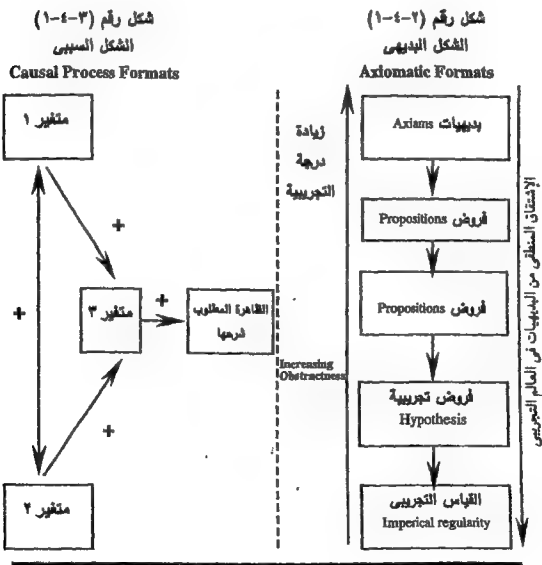 شكل رقم (٢-٤-١)
الشكل البديهى
Axiomatic Formats
بديهيات Axiams
فروض Propositions
فروض Propositions
فروض تجريبية
Hypothesis
القياس التجريبى
Imperical regularity
الإشتقاق المنطقى من البديهيات فى العالم التجريبى
زيادة
درجة
التجريبية
Increasing
Obstractness
شكل رقم (٣-٤-١)
الشكل السببى
Causal Process Formats
متغير ١
+
+
متغير ٣
+
الظاهرة المطلوب
شرحها
+
متغير ٢